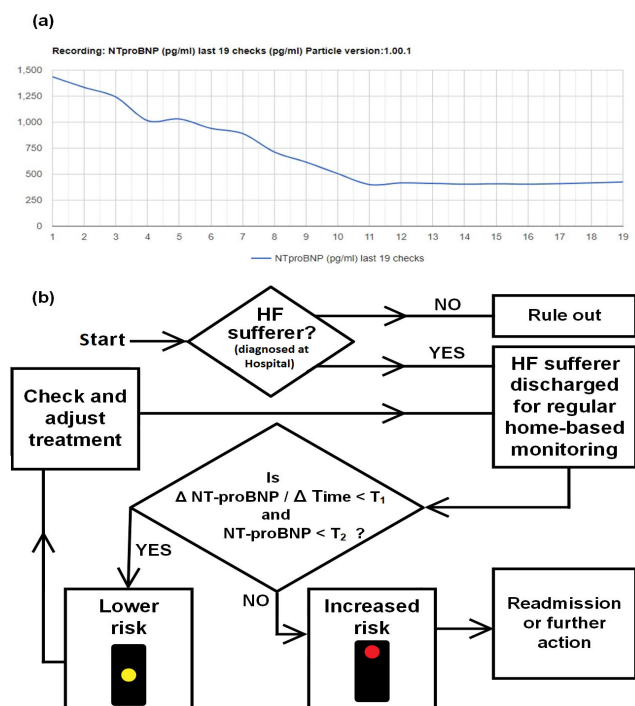 (a)
Recording: NTproBNP (pg/ml) last 19 checks (pg/ml) Particle version:1.00.1
1,500
1,250
1,000
750
500
250
0
1 2 3 4 5 6 7 8 9 10 11 12 13 14 15 16 17 18 19
NTproBNP (pg/ml) last 19 checks
(b)
Start
HF
sufferer?
(diagnosed at
Hospital)
NO
Rule out
YES
HF sufferer
discharged
for regular
home-based
monitoring
Check and
adjust
treatment
Is
Δ NT-proBNP / Δ Time < T₁
and
NT-proBNP < T₂ ?
YES
NO
Lower
risk
Increased
risk
Readmission
or further
action